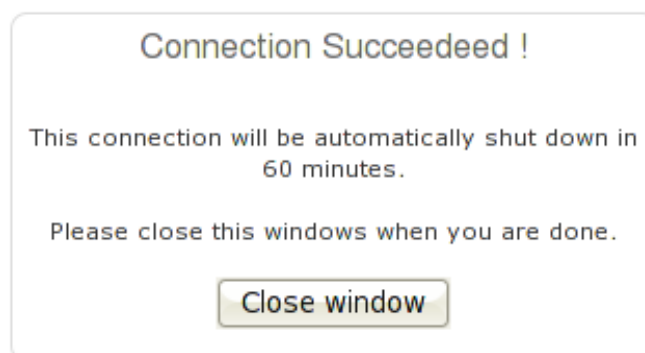 Connection Succeedeed !
This connection will be automatically shut down in
60 minutes.
Please close this windows when you are done.
Close window